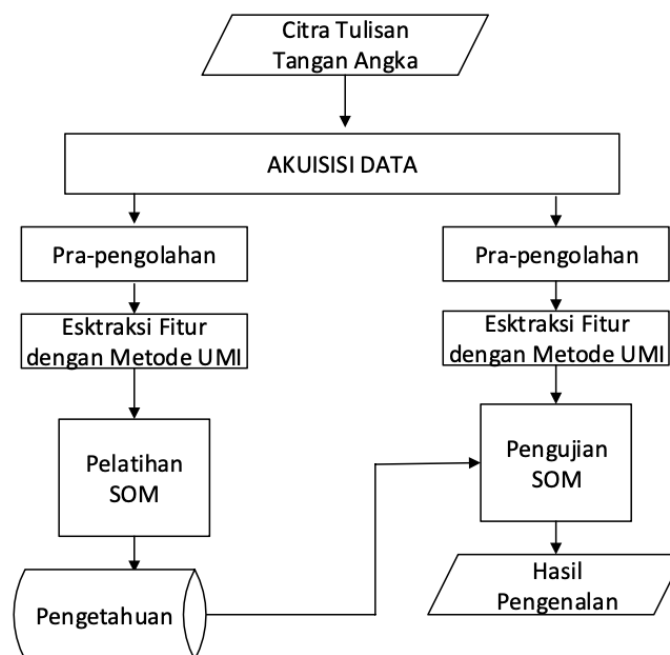 Citra Tulisan
Tangan Angka
AKUISISI DATA
Pra-pengolahan
Esktraksi Fitur
dengan Metode UMI
Pelatihan
SOM
Pengetahuan
Pra-pengolahan
Esktraksi Fitur
dengan Metode UMI
Pengujian
SOM
Hasil
Pengenalan